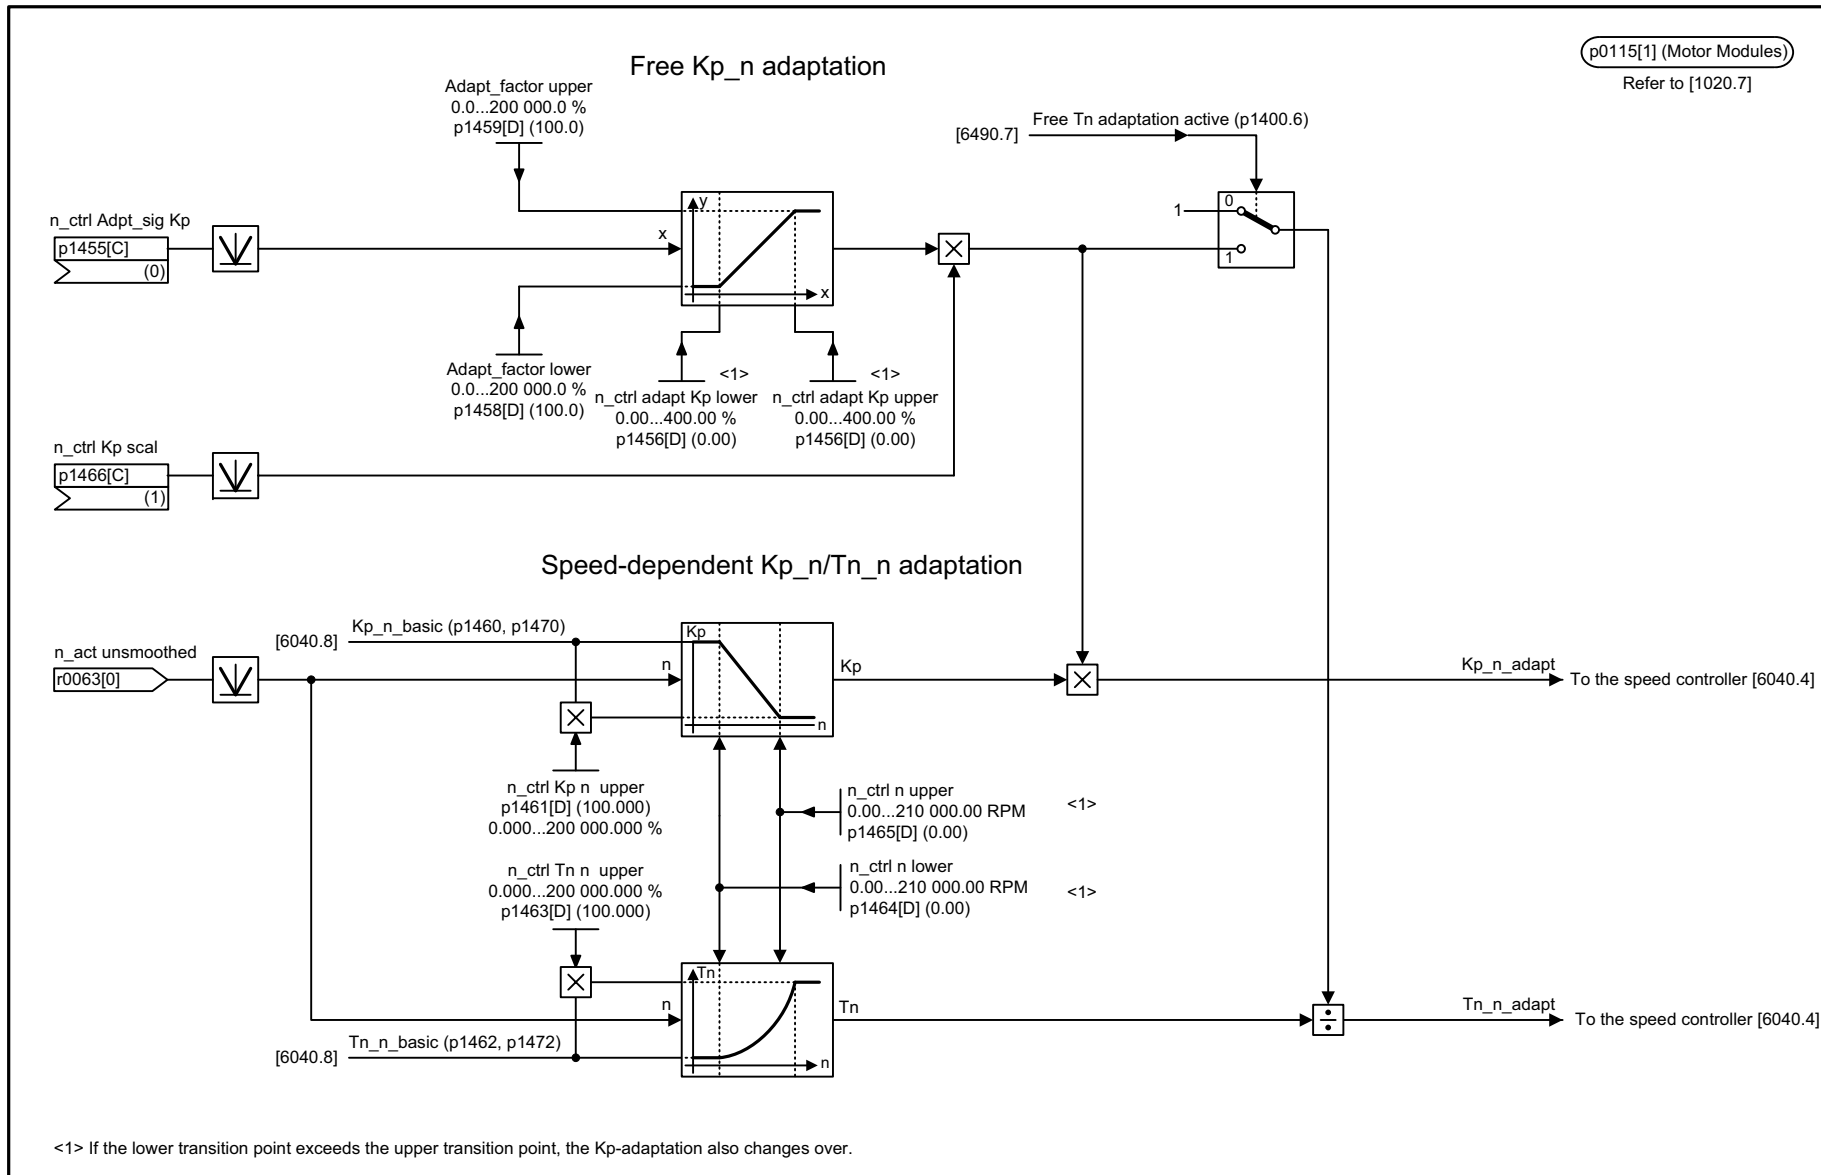 p0115[1] (Motor Modules)
Refer to [1020.7]
Free Kp_n adaptation
Adapt_factor upper
0.0...200 000.0 %
p1459[D] (100.0)
Free Tn adaptation active (p1400.6)
[6490.7]
n_ctrl Adpt_sig Kp
p1455[C]
(0)
x
y
x
1
0
1
Adapt_factor lower
0.0...200 000.0 %
p1458[D] (100.0)
<1>
n_ctrl adapt Kp lower
0.00...400.00 %
p1456[D] (0.00)
<1>
n_ctrl adapt Kp upper
0.00...400.00 %
p1456[D] (0.00)
n_ctrl Kp scal
p1466[C]
(1)
Speed-dependent Kp_n/Tn_n adaptation
Kp_n_basic (p1460, p1470)
[6040.8]
n_act unsmoothed
r0063[0]
n
Kp
n
Kp
Kp_n_adapt
To the speed controller [6040.4]
n_ctrl Kp n upper
p1461[D] (100.000)
0.000...200 000.000 %
n_ctrl n upper
0.00...210 000.00 RPM
p1465[D] (0.00)
<1>
n_ctrl Tn n upper
0.000...200 000.000 %
p1463[D] (100.000)
n_ctrl n lower
0.00...210 000.00 RPM
p1464[D] (0.00)
<1>
n
Tn
n
Tn
Tn_n_adapt
To the speed controller [6040.4]
Tn_n_basic (p1462, p1472)
[6040.8]
<1> If the lower transition point exceeds the upper transition point, the Kp-adaptation also changes over.